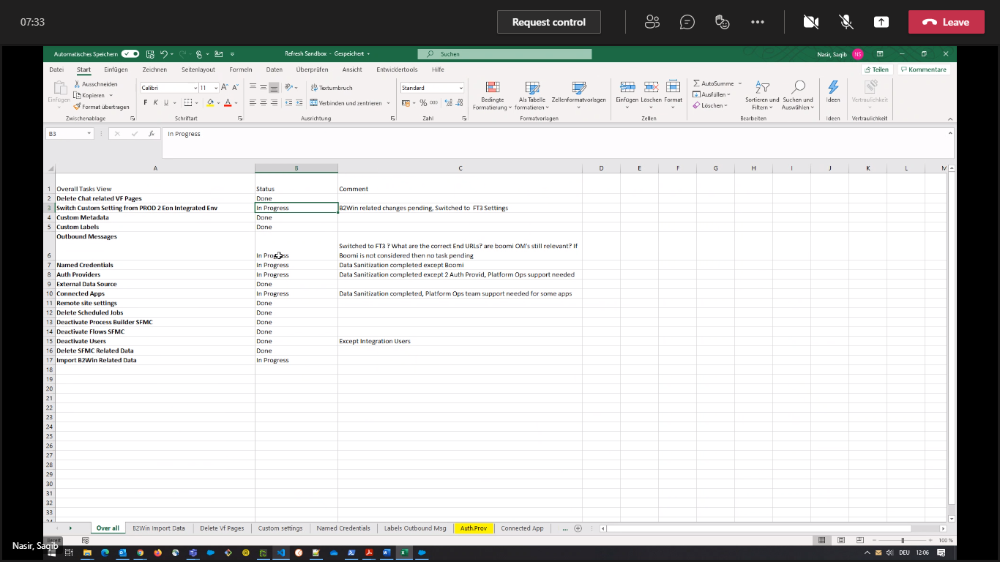 07:33
Request control
Leave
Automatisches Speichern
Refresh Sandbox - Gespeichert
Suchen
Nasir, Saqib NS
Datei Start Einfügen Zeichnen Seitenlayout Formeln Daten Überprüfen Ansicht Entwicklertools Hilfe
Teilen Kommentare
Einfügen
Ausschneiden
Kopieren
Format übertragen
Zwischenablage
Calibri 11
F K U
Schriftart
Textumbruch
Verbinden und zentrieren
Ausrichtung
Standard
% 000
Zahl
Bedingte Formatierung
Als Tabelle formatieren
Zellenformatvorlagen
Formatvorlagen
Einfügen Löschen Format
Zellen
AutoSumme
Ausfüllen
Löschen
Sortieren und Filtern
Suchen und Auswählen
Bearbeiten
Ideen
Ideen
Vertraulichkeit
Vertraulichkeit
B3 fx In Progress
A B C D E F G H I J K L M
1 Overall Tasks View Status Comment
2 Delete Chat related VF Pages Done
3 Switch Custom Setting from PROD 2 Eon Integrated Env In Progress B2Win related changes pending, Switched to FT3 Settings
4 Custom Metadata Done
5 Custom Labels Done
Outbound Messages
Switched to FT3 ? What are the correct End URLs? are boomi OM's still relevant? If
6 In Progress Boomi is not considered then no task pending
7 Named Credentials In Progress Data Sanitization completed except Boomi
8 Auth Providers In Progress Data Sanitization completed except 2 Auth Provid, Platform Ops support needed
9 External Data Source Done
10 Connected Apps In Progress Data Sanitization completed, Platform Ops team support needed for some apps
11 Remote site settings Done
12 Delete Scheduled Jobs Done
13 Deactivate Process Builder SFMC Done
14 Deactivate Flows SFMC Done
15 Deactivate Users Done Except Integration Users
16 Delete SFMC Related Data Done
17 Import B2Win Related Data In Progress
18
19
20
21
22
23
24
25
26
27
28
29
30
31
32
33
Over all B2Win Import Data Delete Vf Pages Custom settings Named Credentials Labels Outbound Msg Auth.Prov Connected App ...
Bereit
100 %
Nasir, Saqib
DEU 12:06